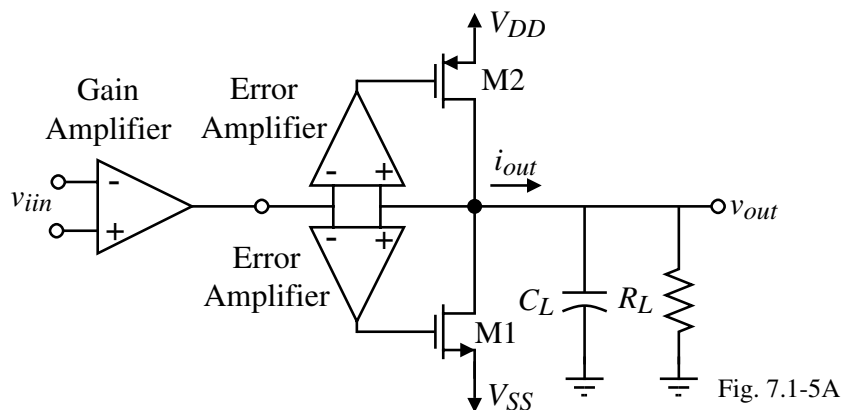 V_DD
M2
Gain
Amplifier
Error
Amplifier
-
+
i_out
v_iin
-
+
v_out
-
+
Error
Amplifier
C_L
R_L
M1
V_SS
Fig. 7.1-5A